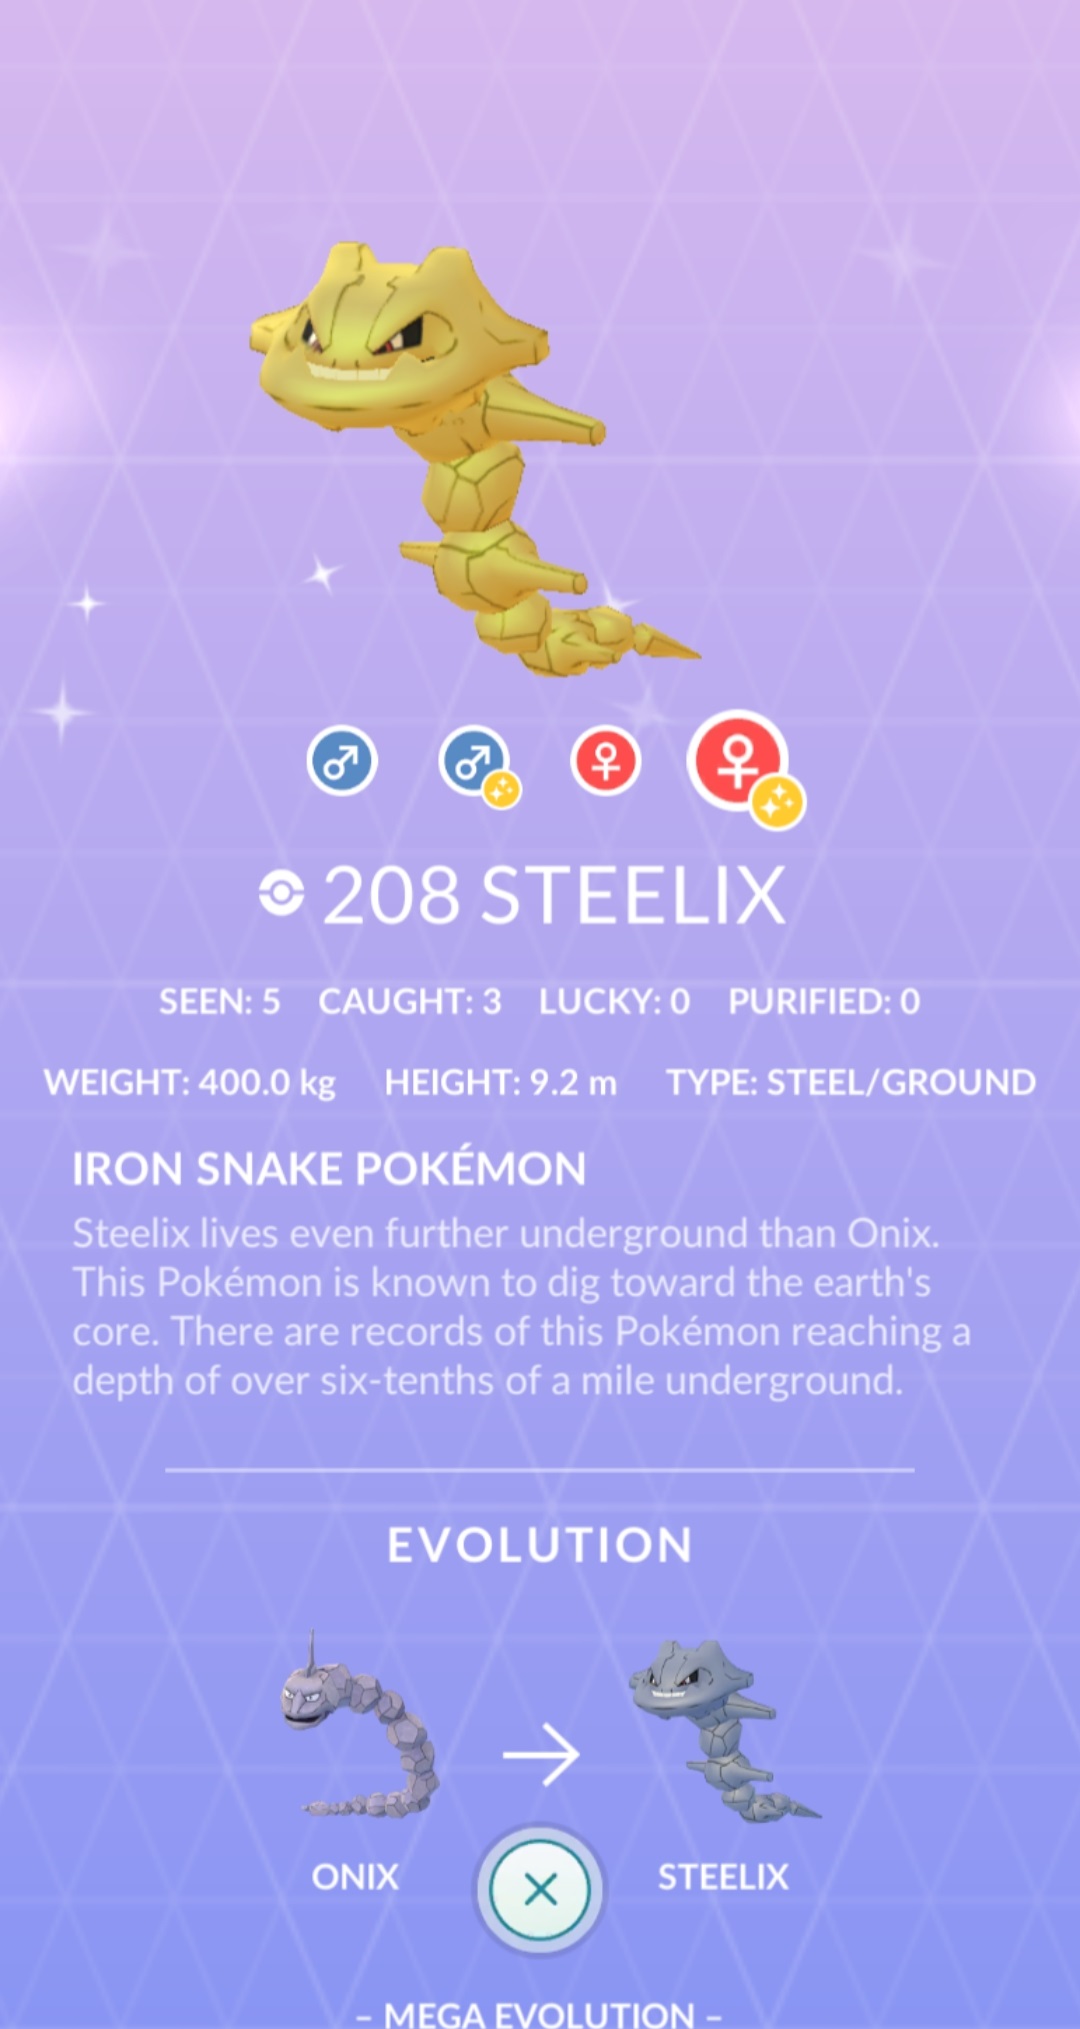 208 STEELIX
SEEN: 5 CAUGHT: 3 LUCKY: 0 PURIFIED: 0
WEIGHT: 400.0 kg HEIGHT: 9.2 m TYPE: STEEL/GROUND
IRON SNAKE POKÉMON
Steelix lives even further underground than Onix.
This Pokémon is known to dig toward the earth's
core. There are records of this Pokémon reaching a
depth of over six-tenths of a mile underground.
EVOLUTION
ONIX STEELIX
– MEGA EVOLUTION –